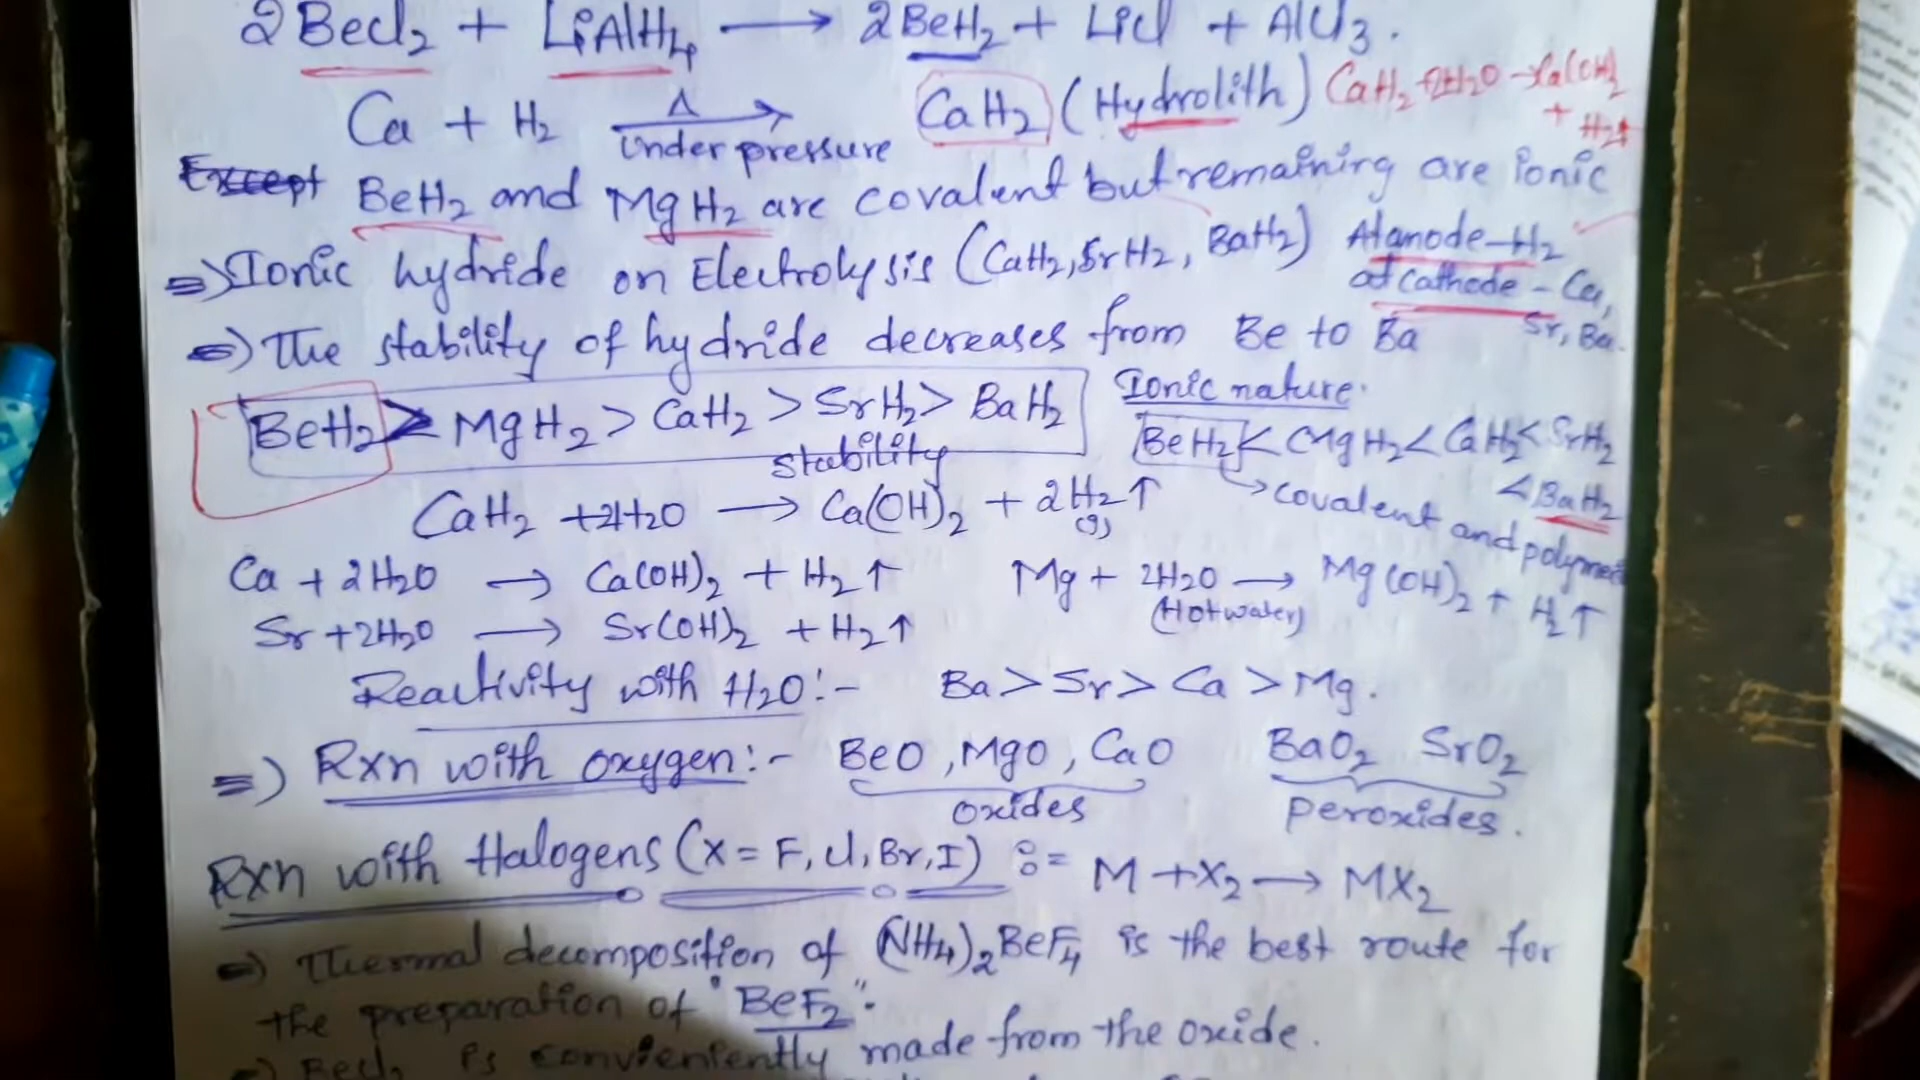 2BeCl2 + LiAlH4 → 2BeH2 + LiCl + AlCl3.
Ca + H2 Δ → Under pressure CaH2 (Hydrolith) CaH2 + 2H2O → Ca(OH)2
+ H2↑
Except BeH2 and MgH2 are covalent but remaining are ionic
⇒) Ionic hydride on Electrolysis (CaH2, SrH2, BaH2) At anode - H2
at cathode - Ca,
Sr, Ba.
⇒) The stability of hydride decreases from Be to Ba
BeH2 > MgH2 > CaH2 > SrH2 > BaH2
stability
Ionic nature.
BeH2 < MgH2 < CaH2 < SrH2
< BaH2
→ covalent and
CaH2 + 2H2O → Ca(OH)2 + 2H2↑
(g)
Ca + 2H2O → Ca(OH)2 + H2↑ Mg + 2H2O → Mg(OH)2 + H2↑
(Hot water)
Sr + 2H2O → Sr(OH)2 + H2↑
Reactivity with H2O:- Ba > Sr > Ca > Mg.
⇒) Rxn with oxygen:- BeO, MgO, CaO BaO2 SrO2
oxides peroxides.
Rxn with Halogens (X = F, Cl, Br, I) := M + X2 → MX2
⇒) Thermal decomposition of (NH4)2BeF4 is the best route for
the preparation of "BeF2".
⇒) BeCl2 is conveniently made from the oxide.